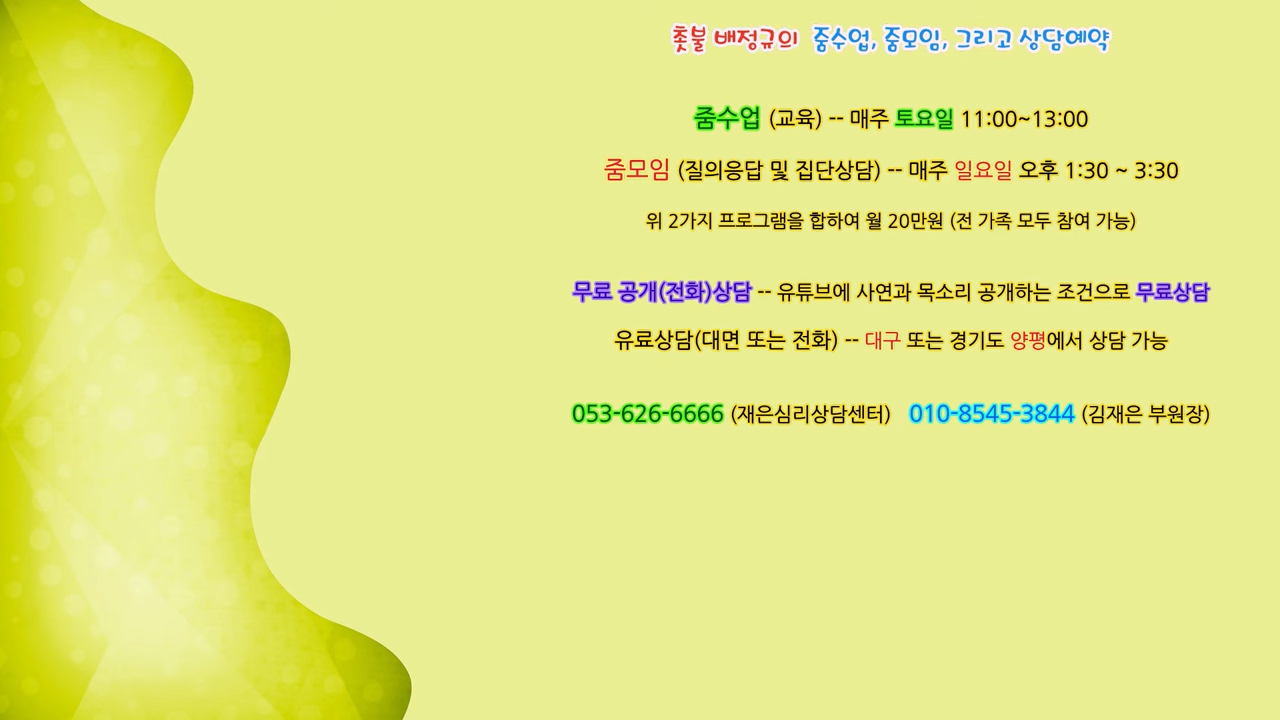 촛불 배정규의 줌수업, 줌모임, 그리고 상담예약
줌수업 (교육) -- 매주 토요일 11:00~13:00
줌모임 (질의응답 및 집단상담) -- 매주 일요일 오후 1:30 ~ 3:30
위 2가지 프로그램을 합하여 월 20만원 (전 가족 모두 참여 가능)
무료 공개(전화)상담 -- 유튜브에 사연과 목소리 공개하는 조건으로 무료상담
유료상담(대면 또는 전화) -- 대구 또는 경기도 양평에서 상담 가능
053-626-6666 (재은심리상담센터) 010-8545-3844 (김재은 부원장)